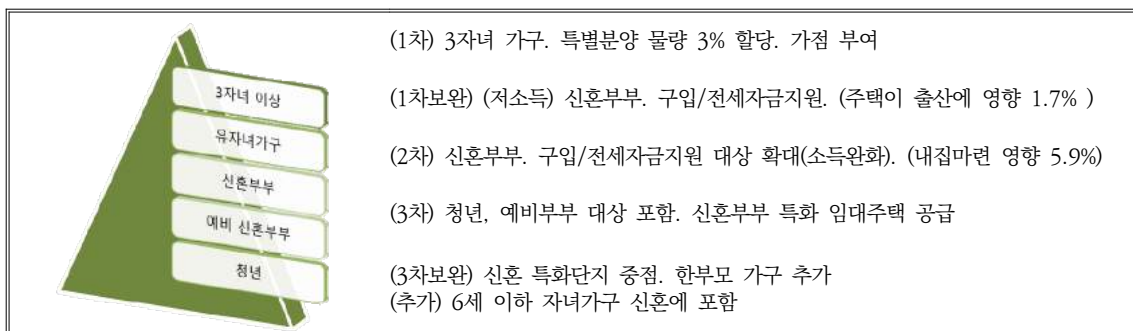 3자녀 이상
유자녀가구
신혼부부
예비 신혼부부
청년
(1차) 3자녀 가구. 특별분양 물량 3% 할당. 가점 부여
(1차보완) (저소득) 신혼부부. 구입/전세자금지원. (주택이 출산에 영향 1.7% )
(2차) 신혼부부. 구입/전세자금지원 대상 확대(소득완화). (내집마련 영향 5.9%)
(3차) 청년, 예비부부 대상 포함. 신혼부부 특화 임대주택 공급
(3차보완) 신혼 특화단지 중점. 한부모 가구 추가
(추가) 6세 이하 자녀가구 신혼에 포함